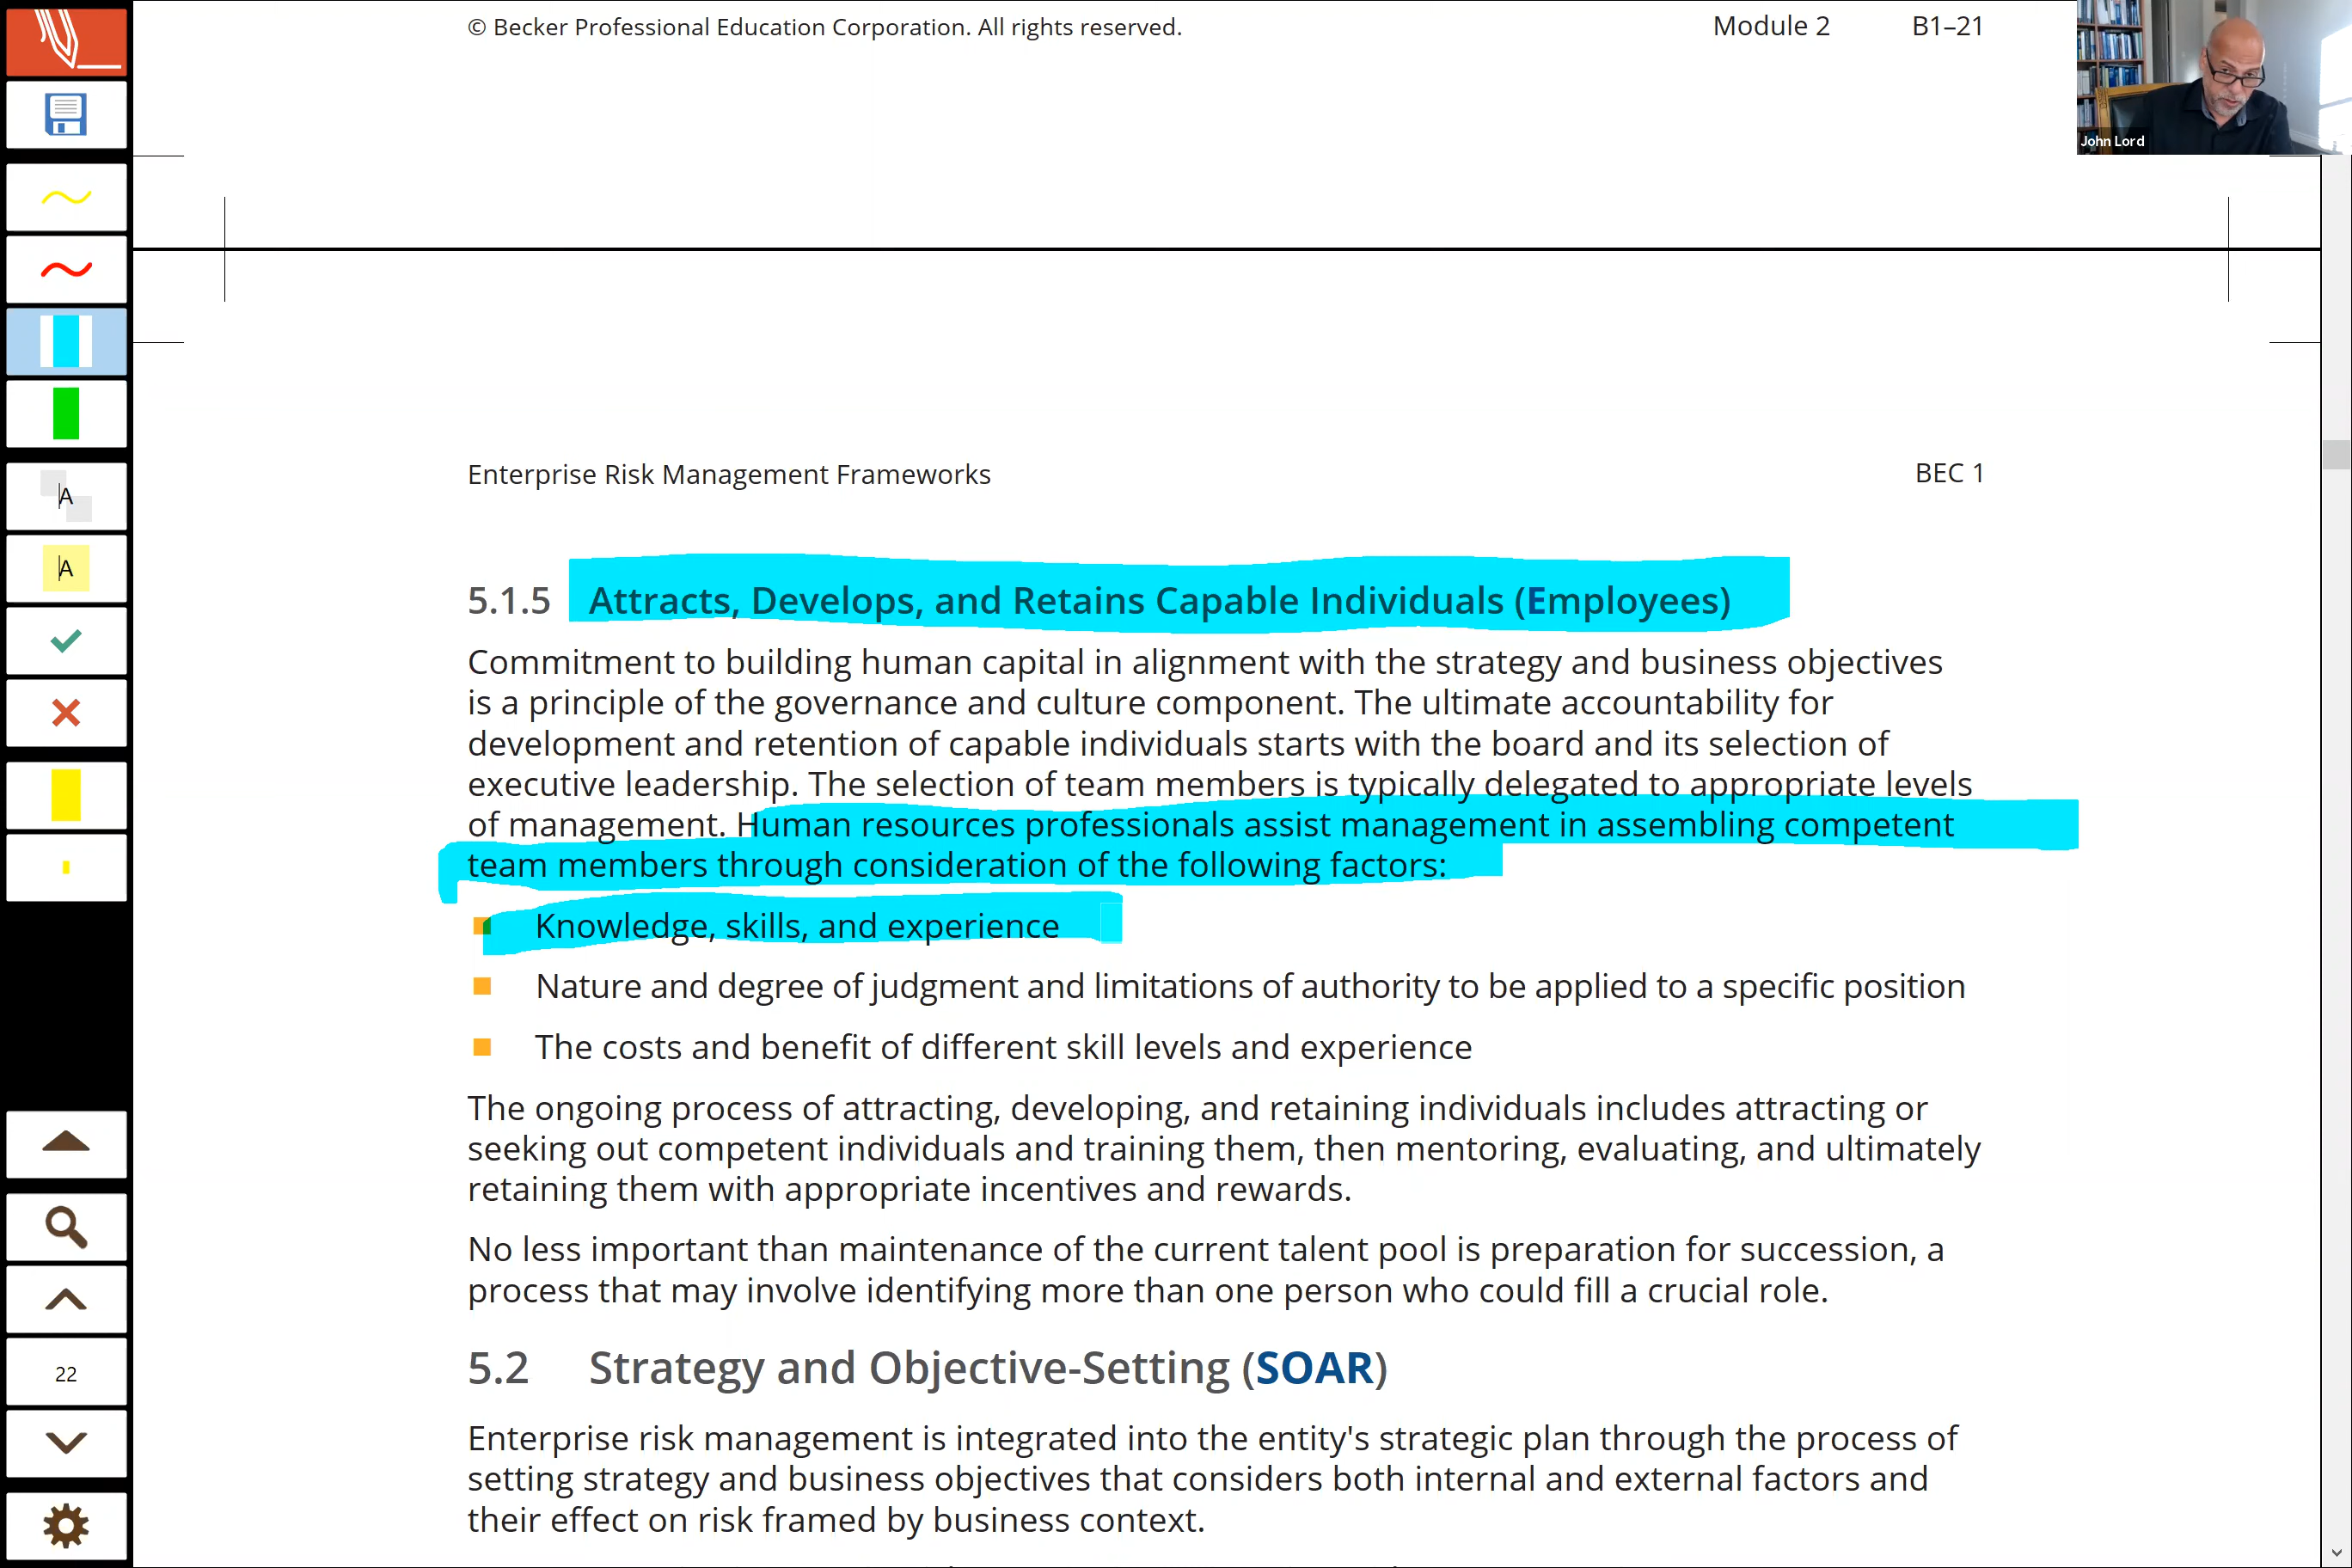 © Becker Professional Education Corporation. All rights reserved.
Module 2 B1–21
John Lord
Enterprise Risk Management Frameworks
BEC 1
5.1.5 Attracts, Develops, and Retains Capable Individuals (Employees)
Commitment to building human capital in alignment with the strategy and business objectives
is a principle of the governance and culture component. The ultimate accountability for
development and retention of capable individuals starts with the board and its selection of
executive leadership. The selection of team members is typically delegated to appropriate levels
of management. Human resources professionals assist management in assembling competent
team members through consideration of the following factors:
Knowledge, skills, and experience
Nature and degree of judgment and limitations of authority to be applied to a specific position
The costs and benefit of different skill levels and experience
The ongoing process of attracting, developing, and retaining individuals includes attracting or
seeking out competent individuals and training them, then mentoring, evaluating, and ultimately
retaining them with appropriate incentives and rewards.
No less important than maintenance of the current talent pool is preparation for succession, a
process that may involve identifying more than one person who could fill a crucial role.
5.2 Strategy and Objective-Setting (SOAR)
Enterprise risk management is integrated into the entity's strategic plan through the process of
setting strategy and business objectives that considers both internal and external factors and
their effect on risk framed by business context.
A
A
22